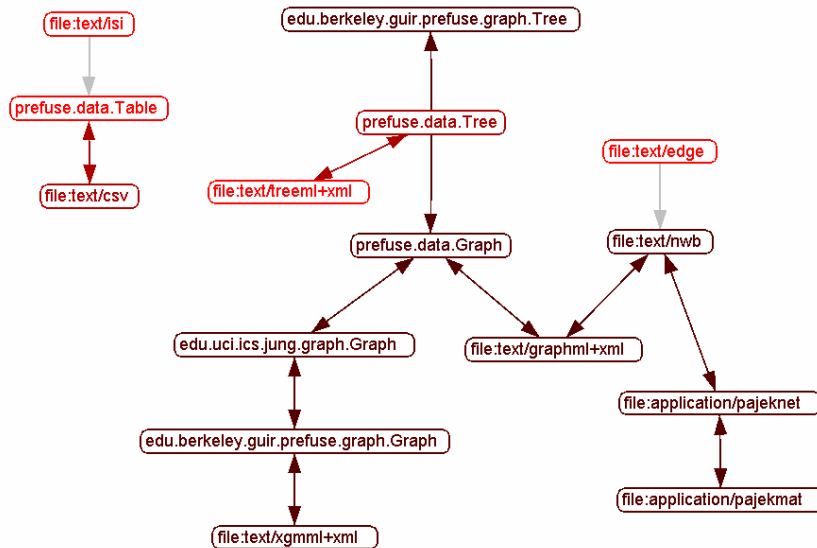 edu.berkeley.guir.prefuse.graph.Tree
file:text/isi
prefuse.data.Table
prefuse.data.Tree
file:text/edge
file:text/csv
file:text/treeml+xml
prefuse.data.Graph
file:text/nwb
edu.uci.ics.jung.graph.Graph
file:text/graphml+xml
file:application/pajeknet
edu.berkeley.guir.prefuse.graph.Graph
file:application/pajekmat
file:text/xgmml+xml